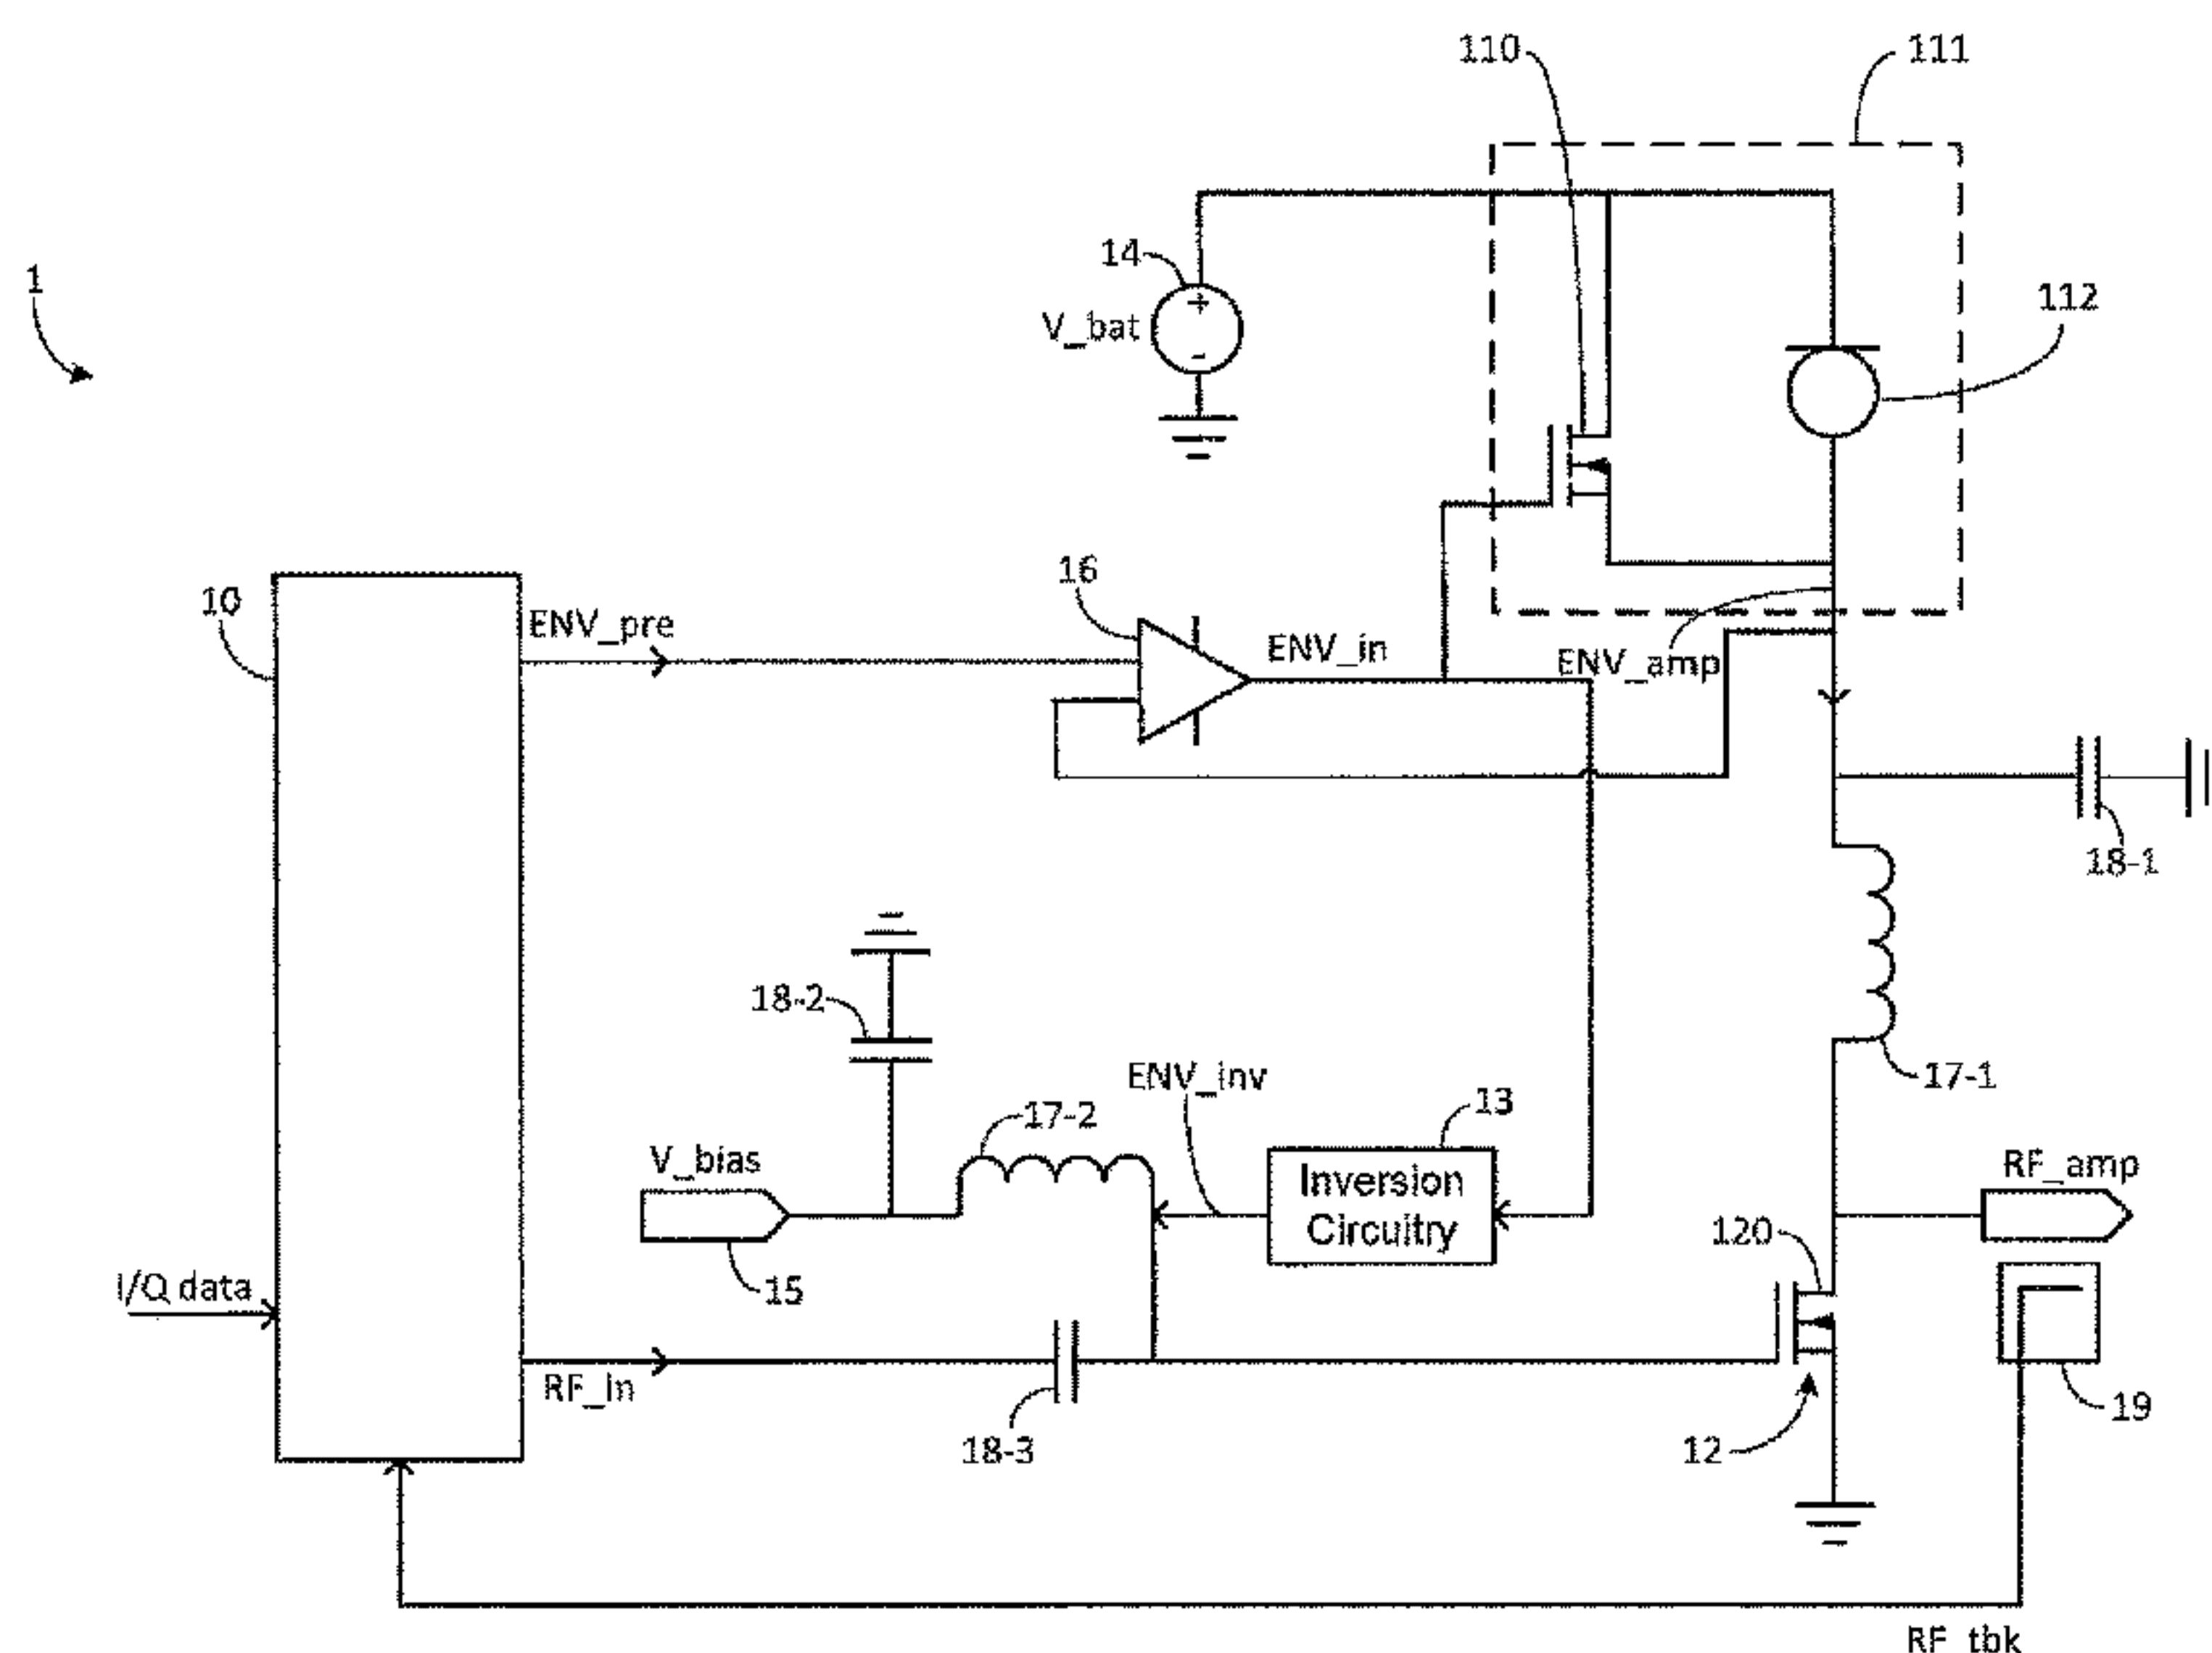 110
111
14
+
V_bat
-
112
1
10
ENV_pre
16
ENV_in
ENV_amp
18-1
18-2
ENV_inv
17-2
13
17-1
V_bias
Inversion
Circuitry
RF_amp
120
15
I/Q data
RF_in
18-3
12
19
RF_tbk